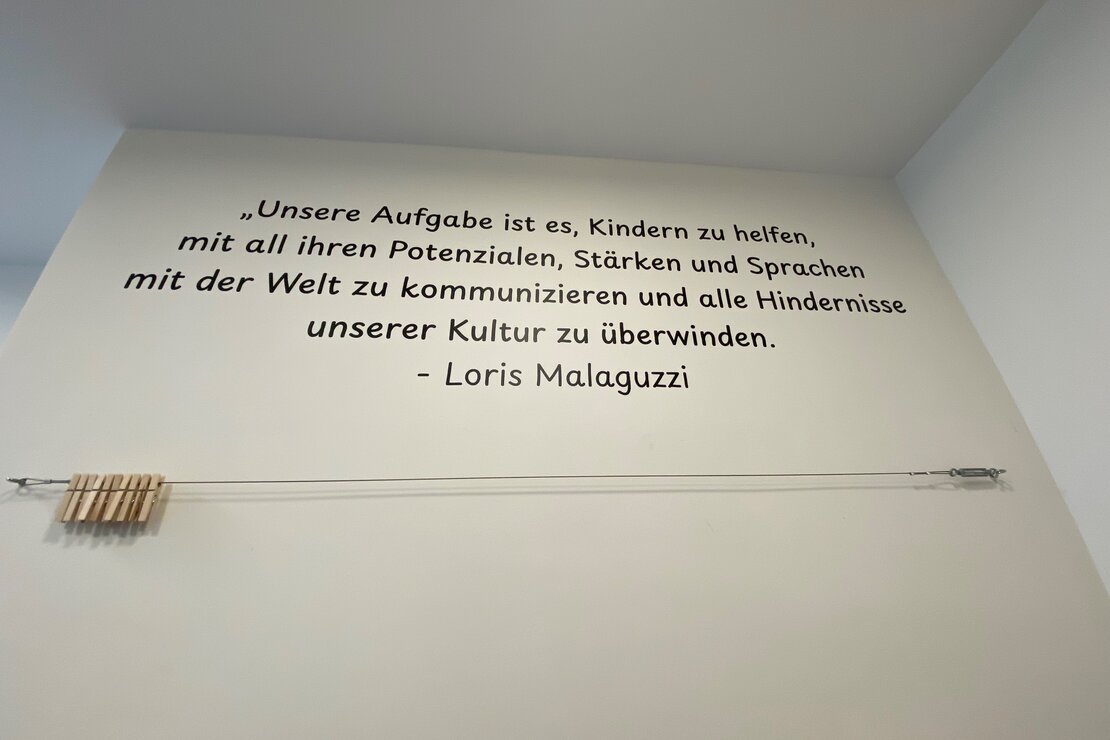 „Unsere Aufgabe ist es, Kindern zu helfen,
mit all ihren Potenzialen, Stärken und Sprachen
mit der Welt zu kommunizieren und alle Hindernisse
unserer Kultur zu überwinden.
- Loris Malaguzzi